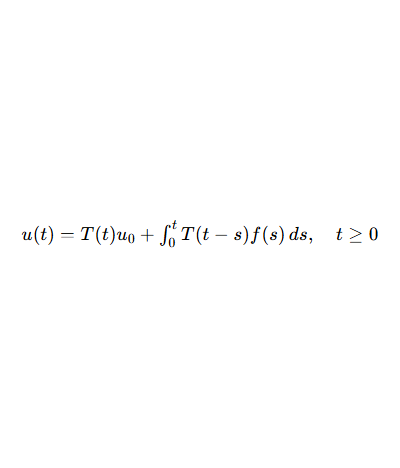 u(t) = T(t)u₀ + ∫₀ᵗ T(t − s)f(s) ds, t ≥ 0